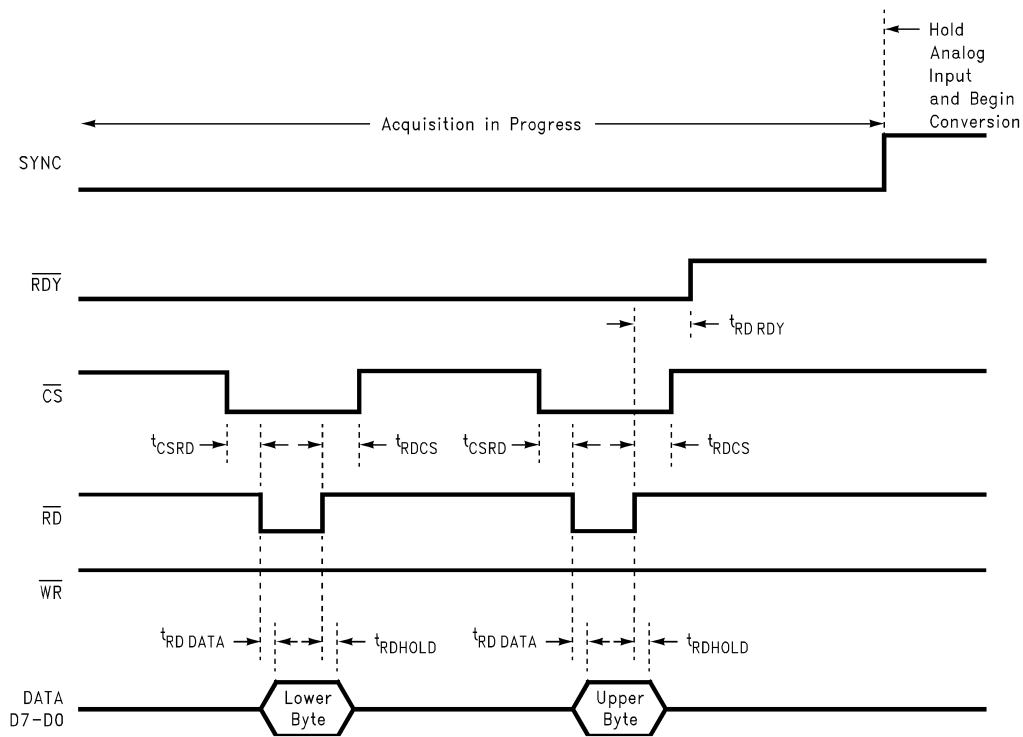 Hold
Analog
Input
and Begin
Conversion
Acquisition in Progress
SYNC
RDY
tRD RDY
CS
tCSRD
tRDCS
tCSRD
tRDCS
RD
WR
tRD DATA
tRDHOLD
tRD DATA
tRDHOLD
DATA
D7-D0
Lower
Byte
Upper
Byte